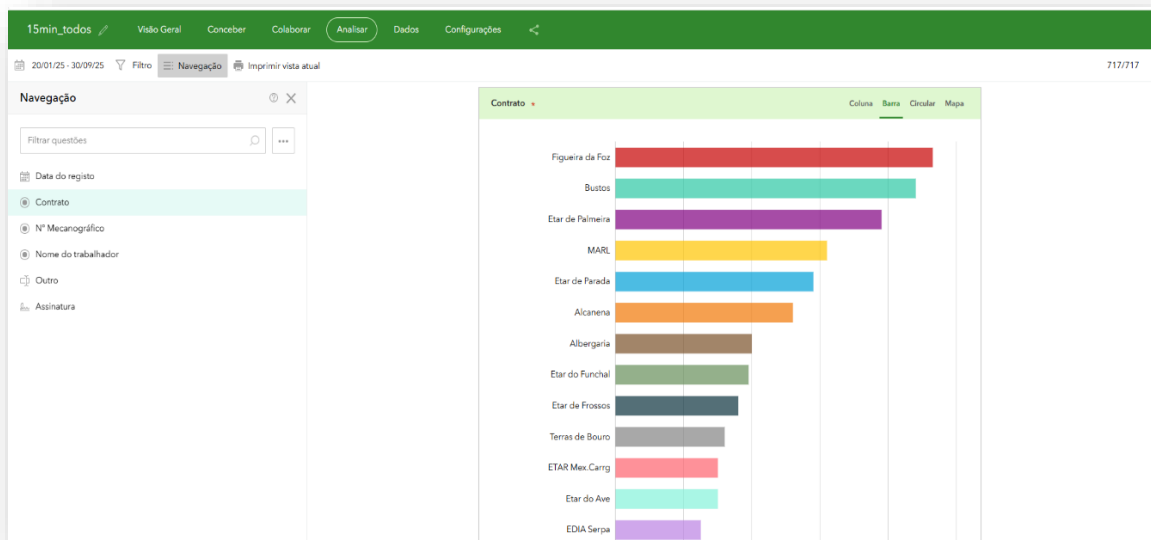 15min_todos Visão Geral Conceber Colaborar Analisar Dados Configurações
20/01/25 - 30/09/25 Filtro Navegação Imprimir vista atual 717/717
Navegação
Filtrar questões
Data do registo
Contrato
Nº Mecanográfico
Nome do trabalhador
Outro
Assinatura
Contrato Coluna Barra Circular Mapa
Figueira da Foz
Bustos
Etar de Palmeira
MARL
Etar de Parada
Alcanena
Albergaria
Etar do Funchal
Etar de Frossos
Terras de Bouro
ETAR Mex.Carrg
Etar do Ave
EDIA Serpa